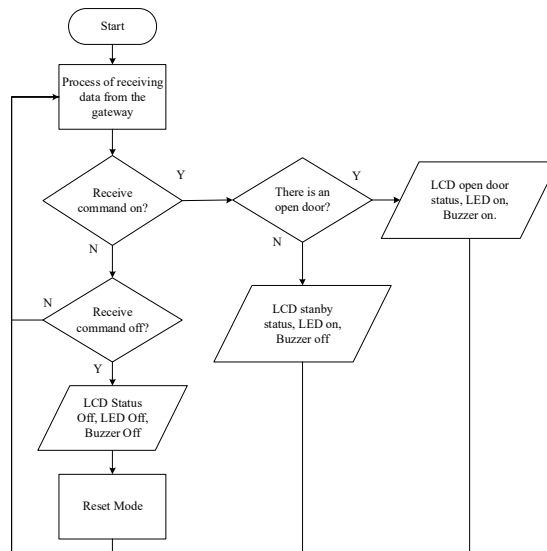 Start
Process of receiving
data from the
gateway
Receive
command on?
Y
N
There is an
open door?
Y
N
LCD open door
status, LED on,
Buzzer on.
LCD stanby
status, LED on,
Buzzer off
Receive
command off?
N
Y
LCD Status
Off, LED Off,
Buzzer Off
Reset Mode